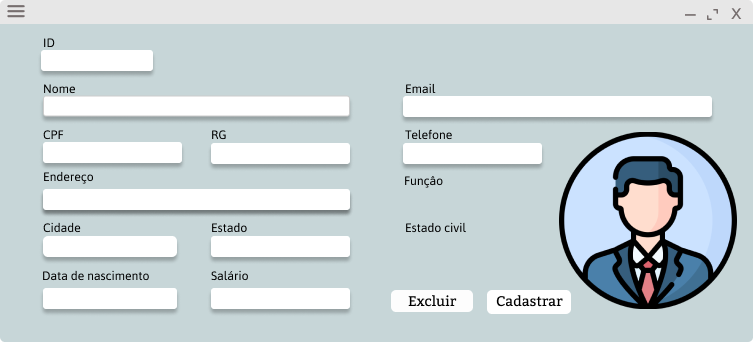 X
ID
Nome
Email
CPF
RG
Telefone
Endereço
Função
Cidade
Estado
Estado civil
Data de nascimento
Salário
Excluir
Cadastrar